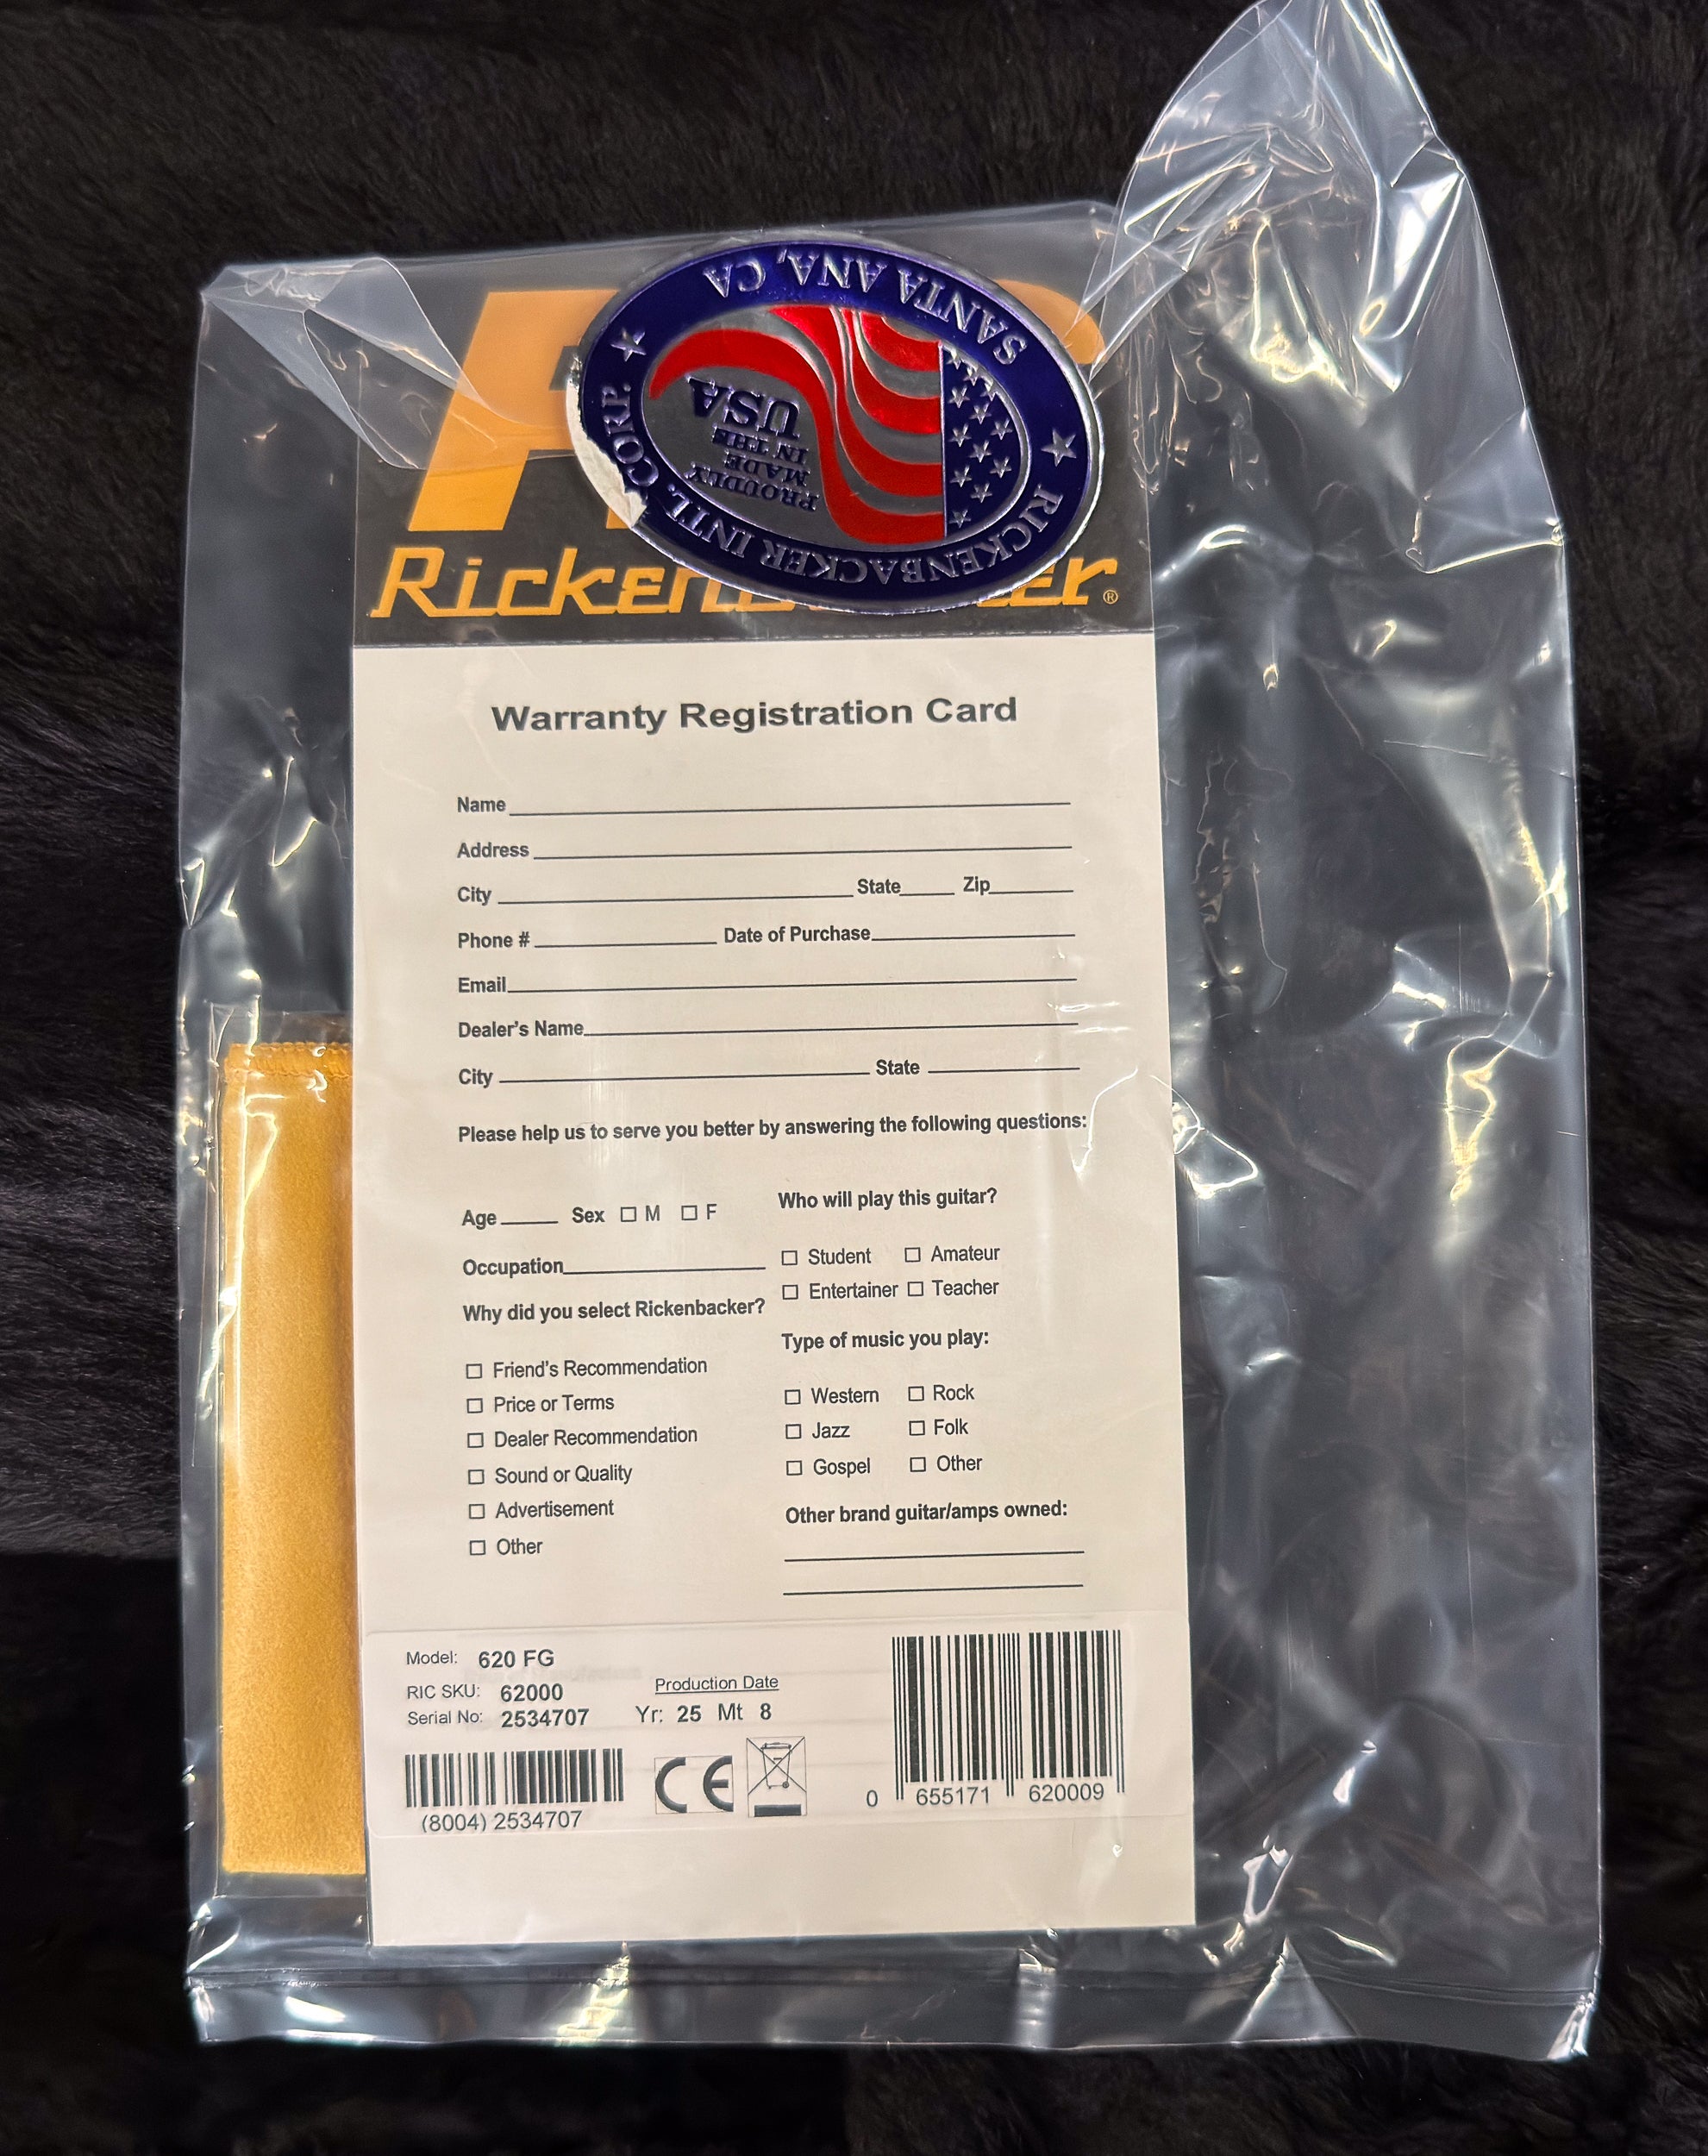 SANTA ANA, CA
RICKENBACKER INTL. CORP.
PROUDLY
MADE
IN THE
USA
®
Warranty Registration Card
Name
Address
City State Zip
Phone # Date of Purchase
Email
Dealer's Name
City State
Please help us to serve you better by answering the following questions:
Age Sex M F
Occupation
Why did you select Rickenbacker?
Friend's Recommendation
Price or Terms
Dealer Recommendation
Sound or Quality
Advertisement
Other
Who will play this guitar?
Student Amateur
Entertainer Teacher
Type of music you play:
Western Rock
Jazz Folk
Gospel Other
Other brand guitar/amps owned:
Model: 620 FG
RIC SKU: 62000
Serial No: 2534707
Production Date
Yr: 25 Mt 8
(8004) 2534707
CE
0 655171 620009